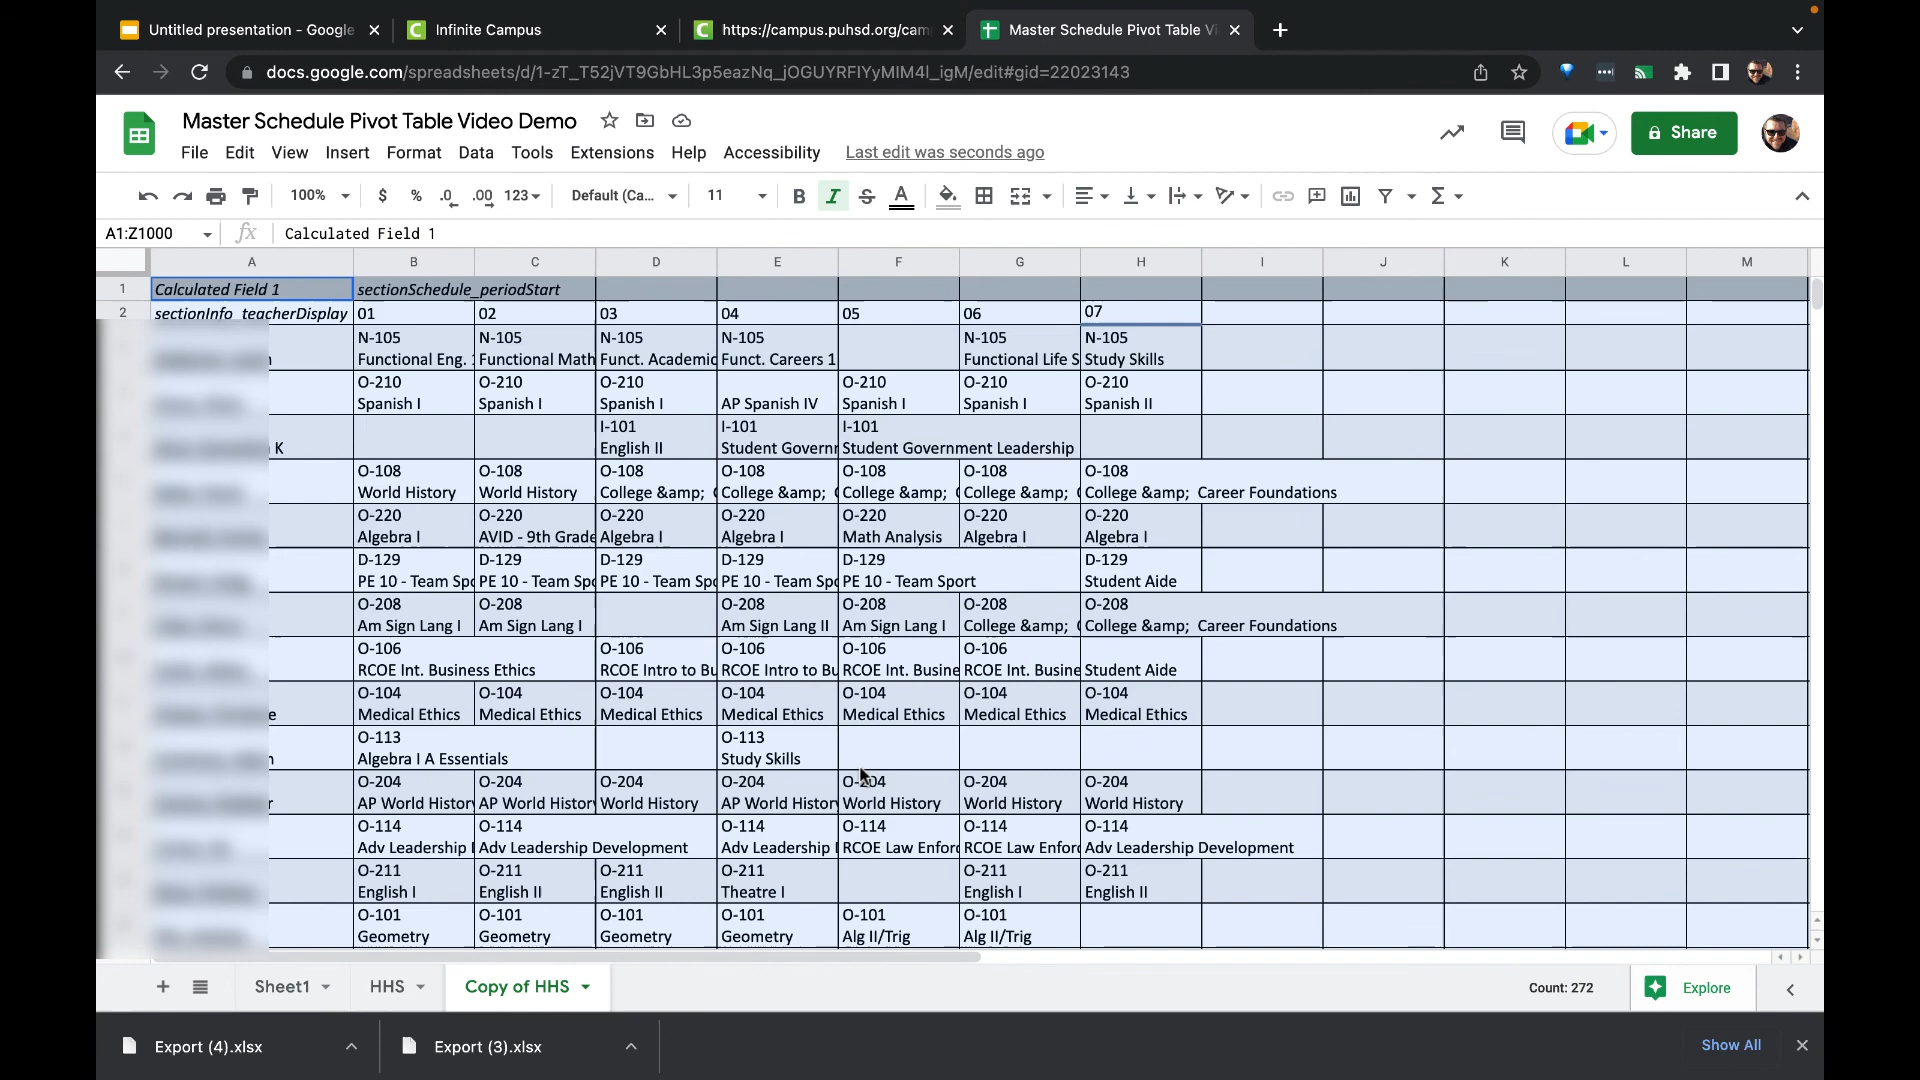 Untitled presentation - Google
Infinite Campus
https://campus.puhsd.org/cam
Master Schedule Pivot Table Vi
docs.google.com/spreadsheets/d/1-zT_T52jVT9GbHL3p5eazNq_jOGUYRFIYyMIM4l_igM/edit#gid=22023143
Master Schedule Pivot Table Video Demo
File Edit View Insert Format Data Tools Extensions Help Accessibility Last edit was seconds ago
Share
100% $ % .0 .00 123 Default (Ca... 11 B I S A
A1:Z1000 fx Calculated Field 1
A B C D E F G H I J K L M
1 Calculated Field 1 sectionSchedule_periodStart
2 sectionInfo_teacherDisplay 01 02 03 04 05 06 07
N-105 N-105 N-105 N-105 N-105 N-105
Functional Eng. Functional Math Funct. Academic Funct. Careers 1 Functional Life S Study Skills
O-210 O-210 O-210 O-210 O-210 O-210
Spanish I Spanish I Spanish I AP Spanish IV Spanish I Spanish I Spanish II
I-101 I-101 I-101
K English II Student Governr Student Government Leadership
O-108 O-108 O-108 O-108 O-108 O-108 O-108
World History World History College &amp; College &amp; College &amp; College &amp; College &amp; Career Foundations
O-220 O-220 O-220 O-220 O-220 O-220 O-220
Algebra I AVID - 9th Grade Algebra I Algebra I Math Analysis Algebra I Algebra I
D-129 D-129 D-129 D-129 D-129 D-129
PE 10 - Team Spo PE 10 - Team Spo PE 10 - Team Spo PE 10 - Team Spo PE 10 - Team Sport Student Aide
O-208 O-208 O-208 O-208 O-208 O-208
Am Sign Lang I Am Sign Lang I Am Sign Lang II Am Sign Lang I College &amp; College &amp; Career Foundations
O-106 O-106 O-106 O-106 O-106
RCOE Int. Business Ethics RCOE Intro to Bu RCOE Intro to Bu RCOE Int. Busine RCOE Int. Busine Student Aide
O-104 O-104 O-104 O-104 O-104 O-104 O-104
e Medical Ethics Medical Ethics Medical Ethics Medical Ethics Medical Ethics Medical Ethics Medical Ethics
O-113 O-113
Algebra I A Essentials Study Skills
O-204 O-204 O-204 O-204 O-204 O-204 O-204
r AP World History AP World History World History AP World History World History World History World History
O-114 O-114 O-114 O-114 O-114 O-114
Adv Leadership Adv Leadership Development Adv Leadership RCOE Law Enforc RCOE Law Enforc Adv Leadership Development
O-211 O-211 O-211 O-211 O-211 O-211
English I English II English II Theatre I English I English II
O-101 O-101 O-101 O-101 O-101 O-101
Geometry Geometry Geometry Geometry Alg II/Trig Alg II/Trig
Sheet1 HHS Copy of HHS Count: 272 Explore
Export (4).xlsx Export (3).xlsx Show All